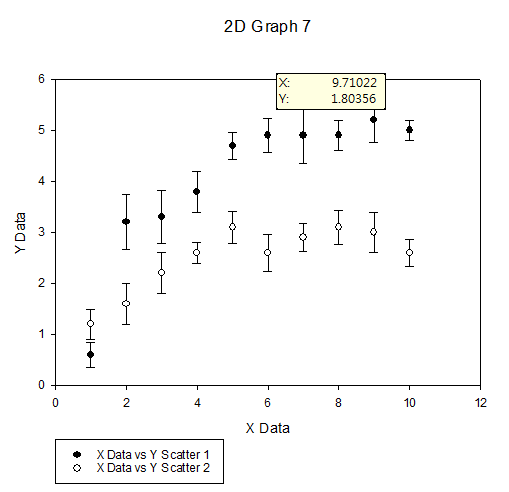 2D Graph 7
X: 9.71022
Y: 1.80356
6
5
4
3
2
1
0
Y Data
0 2 4 6 8 10 12
X Data
X Data vs Y Scatter 1
X Data vs Y Scatter 2